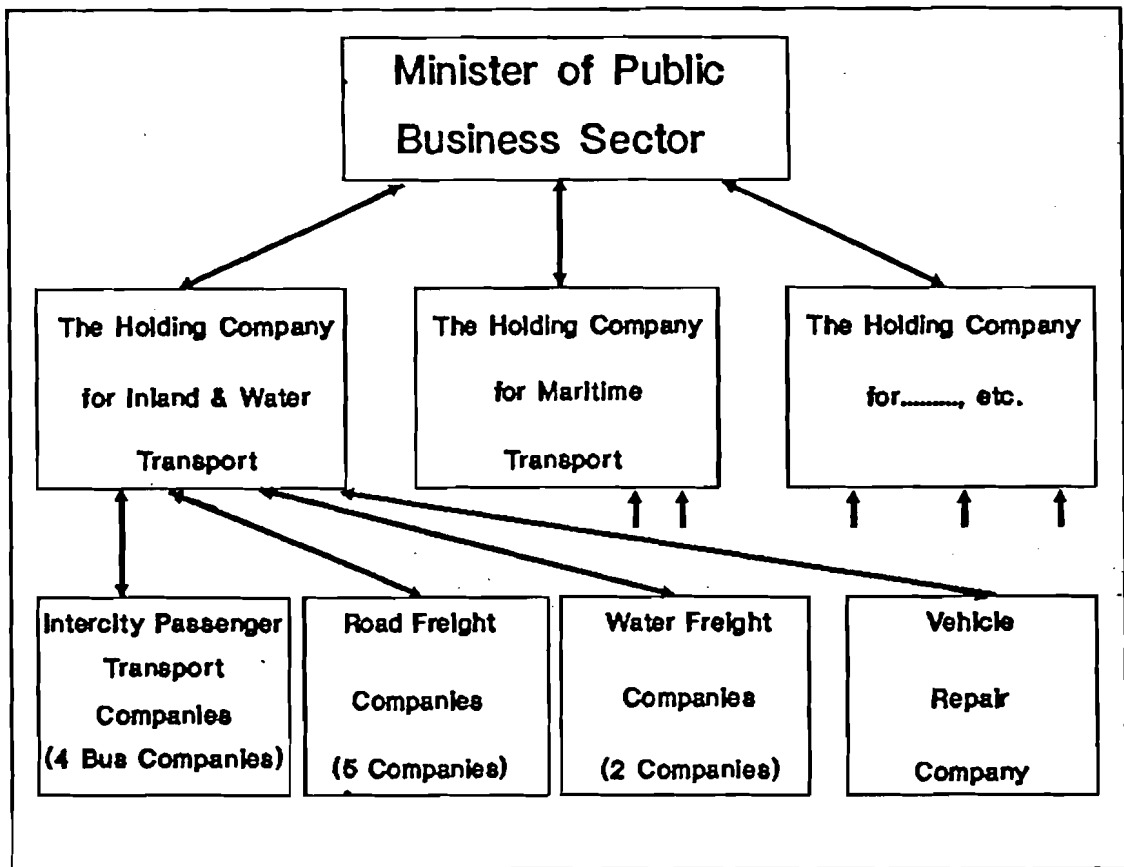 Minister of Public
Business Sector
The Holding Company
for Inland & Water
Transport
The Holding Company
for Maritime
Transport
The Holding Company
for........., etc.
Intercity Passenger
Transport
Companies
(4 Bus Companies)
Road Freight
Companies
(5 Companies)
Water Freight
Companies
(2 Companies)
Vehicle
Repair
Company